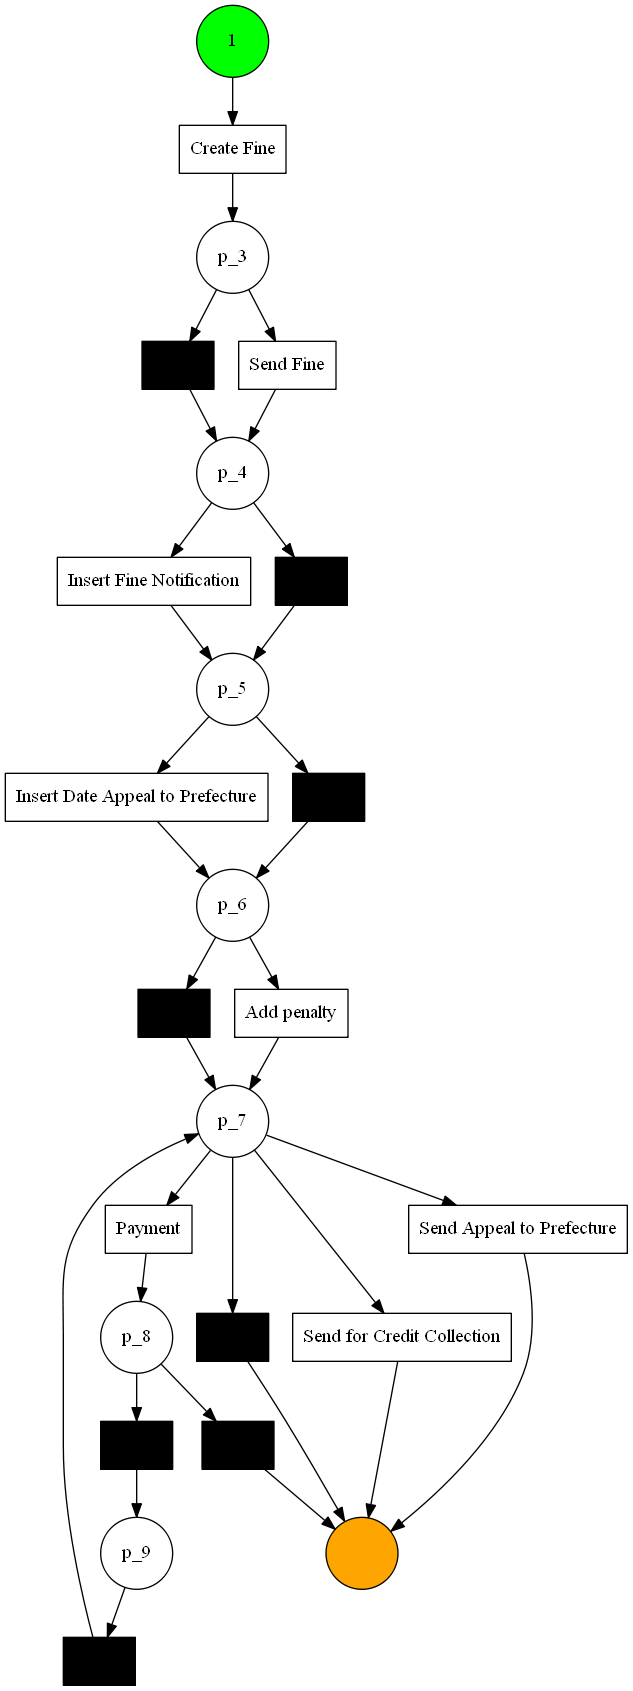 1
Create Fine
p_3
Send Fine
p_4
Insert Fine Notification
p_5
Insert Date Appeal to Prefecture
p_6
Add penalty
p_7
Payment
Send Appeal to Prefecture
p_8
Send for Credit Collection
p_9